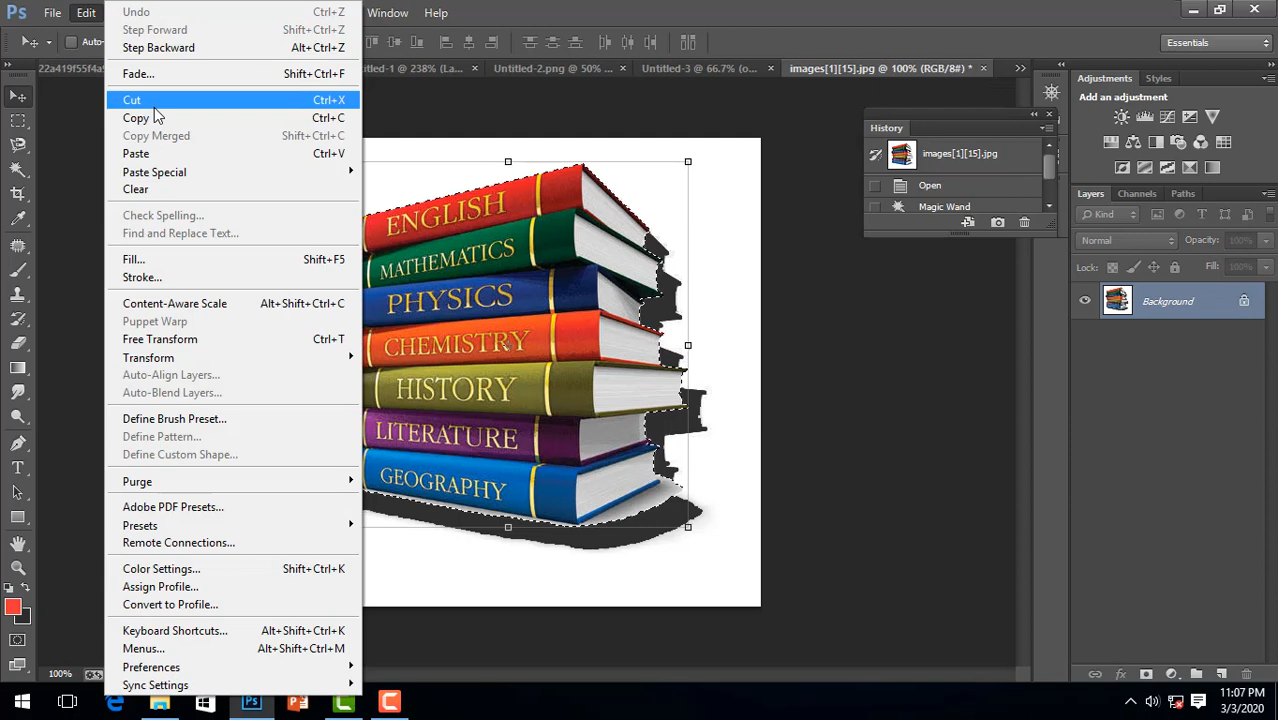 Ps File Edit Window Help
Essentials
Auto-
22a419f55f4a itled-1 @ 238% (La... Untitled-2.png @ 50% ... Untitled-3 @ 66.7% (o... images[1][15].jpg @ 100% (RGB/8#) *
Undo Ctrl+Z
Step Forward Shift+Ctrl+Z
Step Backward Alt+Ctrl+Z
Fade... Shift+Ctrl+F
Cut Ctrl+X
Copy Ctrl+C
Copy Merged Shift+Ctrl+C
Paste Ctrl+V
Paste Special
Clear
Check Spelling...
Find and Replace Text...
Fill... Shift+F5
Stroke...
Content-Aware Scale Alt+Shift+Ctrl+C
Puppet Warp
Free Transform Ctrl+T
Transform
Auto-Align Layers...
Auto-Blend Layers...
Define Brush Preset...
Define Pattern...
Define Custom Shape...
Purge
Adobe PDF Presets...
Presets
Remote Connections...
Color Settings... Shift+Ctrl+K
Assign Profile...
Convert to Profile...
Keyboard Shortcuts... Alt+Shift+Ctrl+K
Menus... Alt+Shift+Ctrl+M
Preferences
Sync Settings
ENGLISH
MATHEMATICS
PHYSICS
CHEMISTRY
HISTORY
LITERATURE
GEOGRAPHY
History
images[1][15].jpg
Open
Magic Wand
Adjustments Styles
Layers Channels Paths
Kind
Normal Opacity:
Lock: Fill:
Background
100%
11:07 PM
3/3/2020